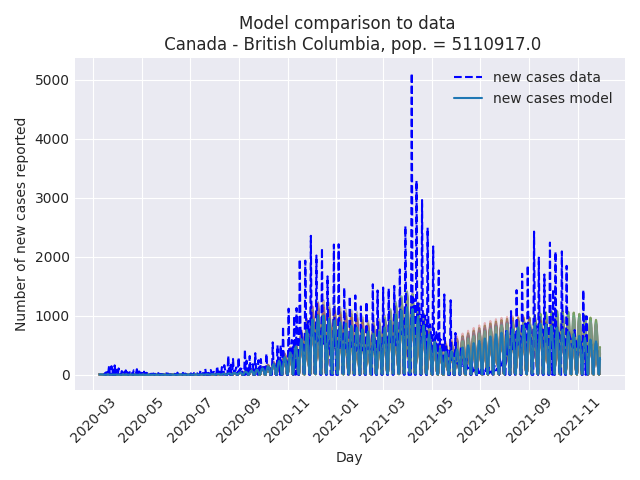 Model comparison to data
Canada - British Columbia, pop. = 5110917.0
new cases data
new cases model
Number of new cases reported
5000
4000
3000
2000
1000
0
2020-03
2020-05
2020-07
2020-09
2020-11
2021-01
2021-03
2021-05
2021-07
2021-09
2021-11
Day